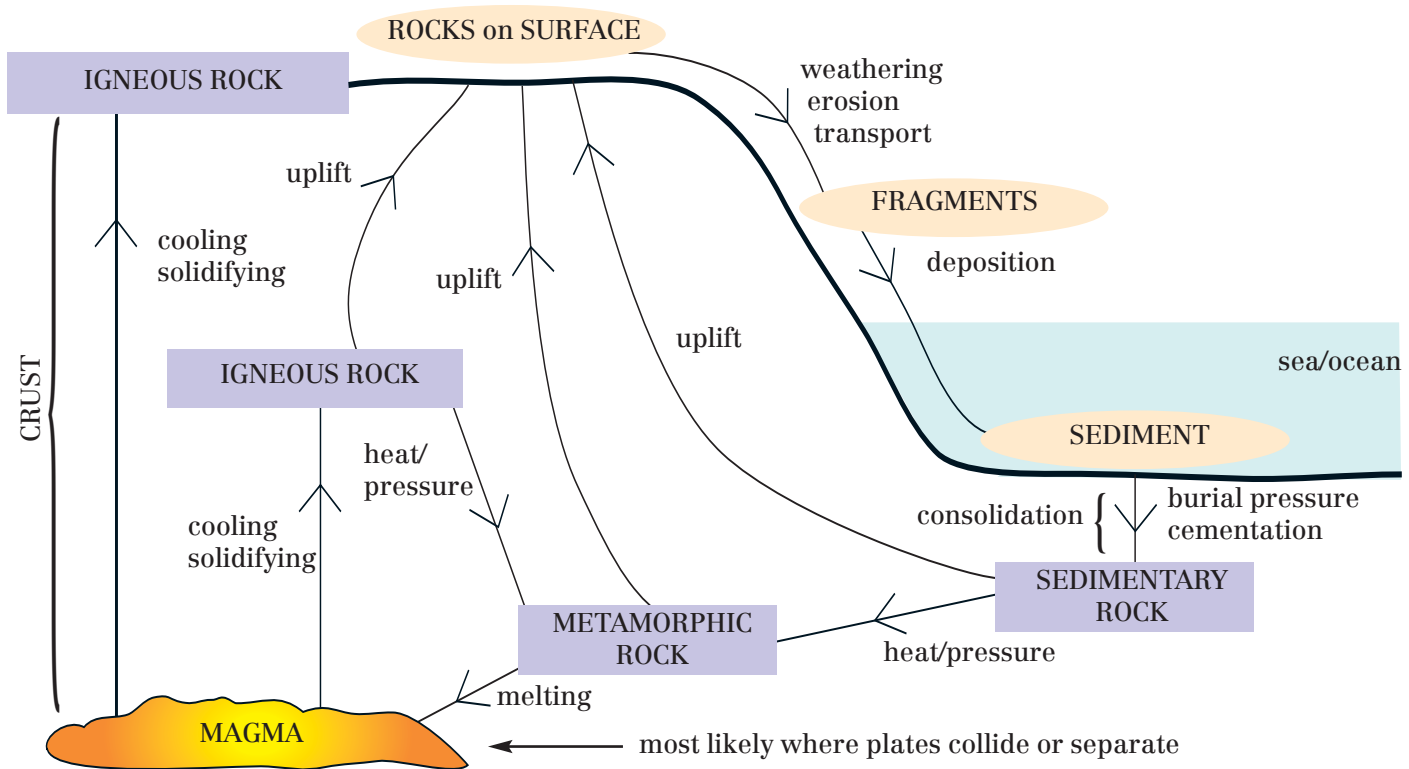 ROCKS on SURFACE
IGNEOUS ROCK
weathering
erosion
transport
uplift
FRAGMENTS
cooling
solidifying
deposition
uplift
uplift
sea/ocean
CRUST
IGNEOUS ROCK
SEDIMENT
heat/
pressure
consolidation
burial pressure
cementation
cooling
solidifying
SEDIMENTARY
ROCK
METAMORPHIC
ROCK
heat/pressure
melting
MAGMA
most likely where plates collide or separate